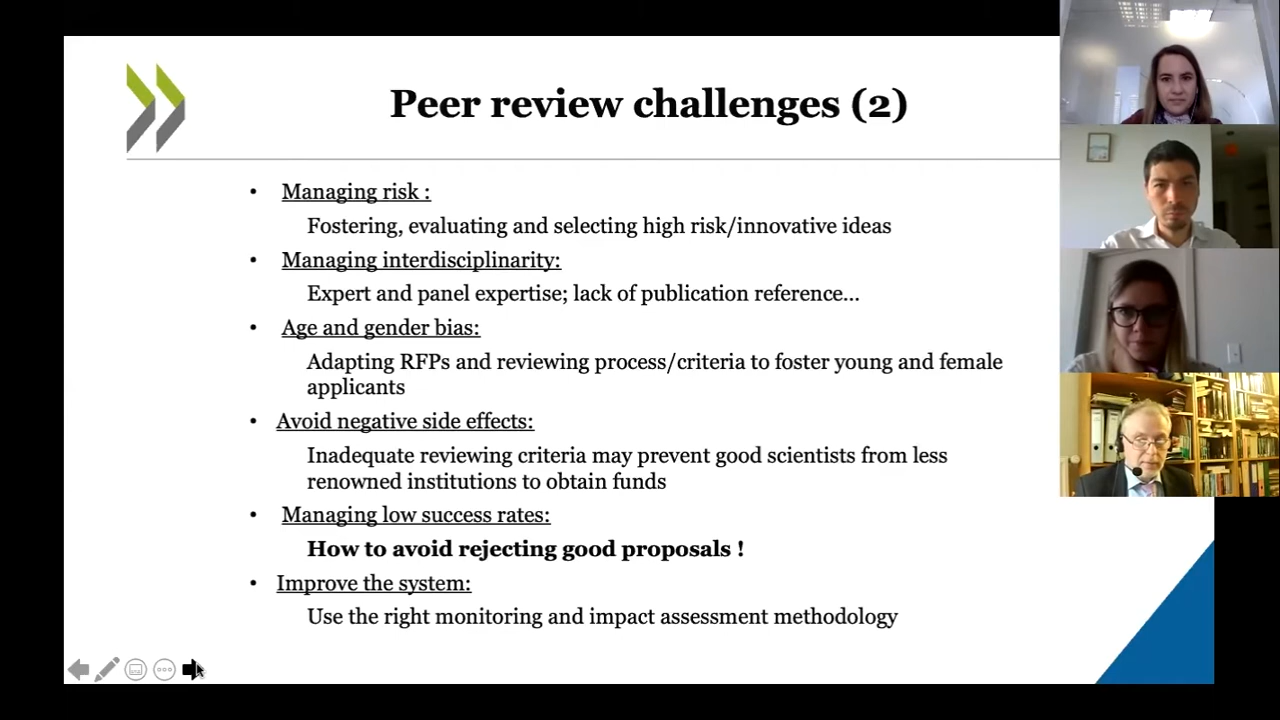 Peer review challenges (2)
• Managing risk :
Fostering, evaluating and selecting high risk/innovative ideas
• Managing interdisciplinarity:
Expert and panel expertise; lack of publication reference...
• Age and gender bias:
Adapting RFPs and reviewing process/criteria to foster young and female
applicants
• Avoid negative side effects:
Inadequate reviewing criteria may prevent good scientists from less
renowned institutions to obtain funds
• Managing low success rates:
How to avoid rejecting good proposals !
• Improve the system:
Use the right monitoring and impact assessment methodology